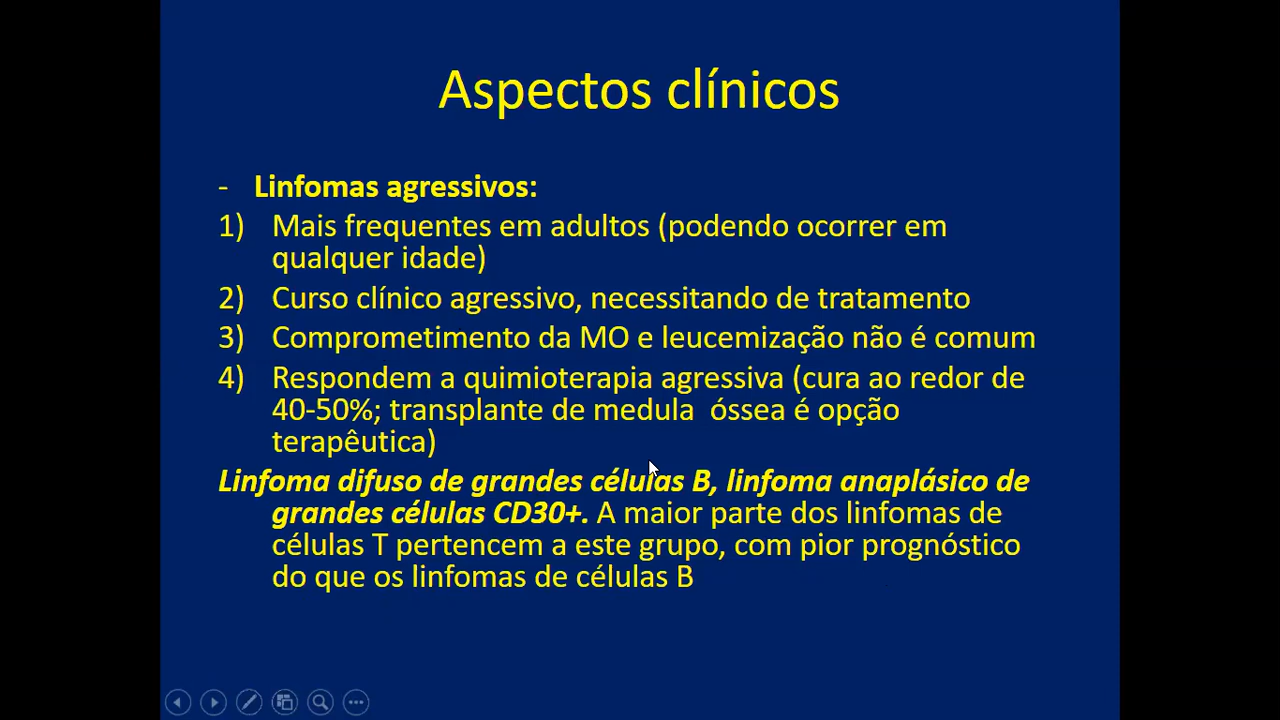 Aspectos clínicos
- Linfomas agressivos:
1) Mais frequentes em adultos (podendo ocorrer em
qualquer idade)
2) Curso clínico agressivo, necessitando de tratamento
3) Comprometimento da MO e leucemização não é comum
4) Respondem a quimioterapia agressiva (cura ao redor de
40-50%; transplante de medula óssea é opção
terapêutica)
Linfoma difuso de grandes células B, linfoma anaplásico de
grandes células CD30+. A maior parte dos linfomas de
células T pertencem a este grupo, com pior prognóstico
do que os linfomas de células B